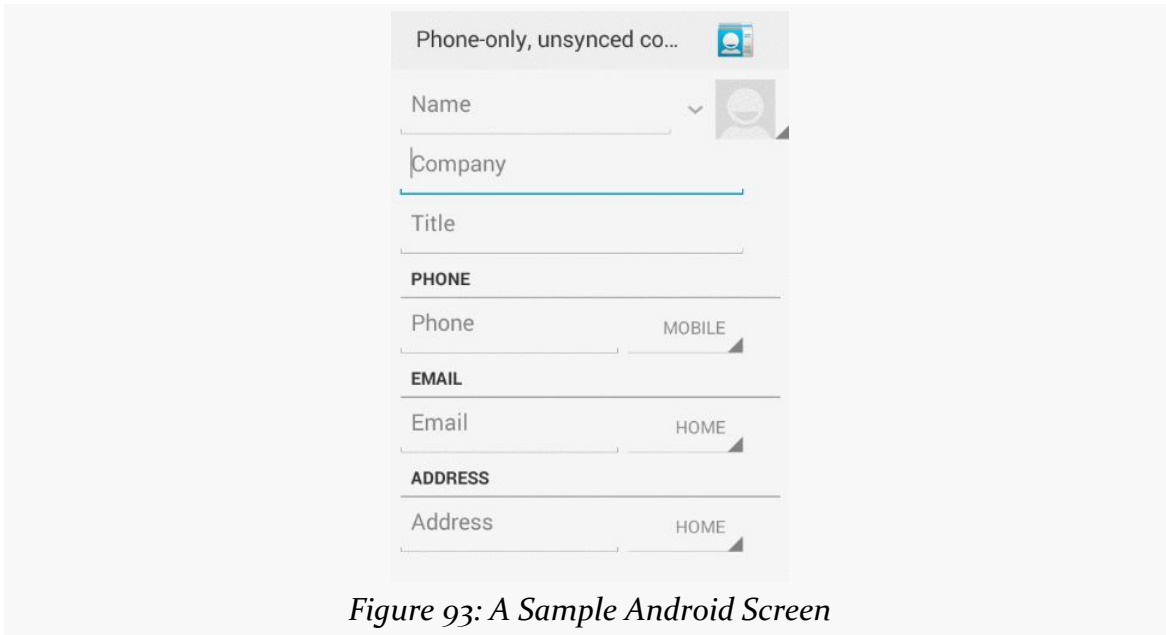 Phone-only, unsynced co...
Name
Company
Title
PHONE
Phone MOBILE
EMAIL
Email HOME
ADDRESS
Address HOME
Figure 93: A Sample Android Screen